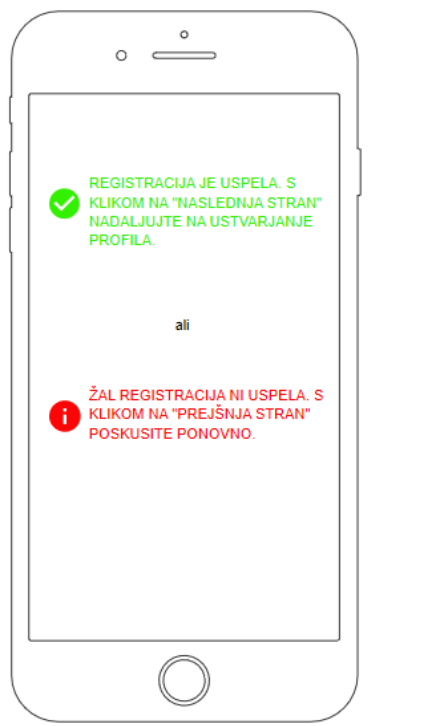 REGISTRACIJA JE USPELA. S
KLIKOM NA "NASLEDNJA STRAN"
NADALJUJTE NA USTVARJANJE
PROFILA.
ali
ŽAL REGISTRACIJA NI USPELA. S
KLIKOM NA "PREJŠNJA STRAN"
POSKUSITE PONOVNO.